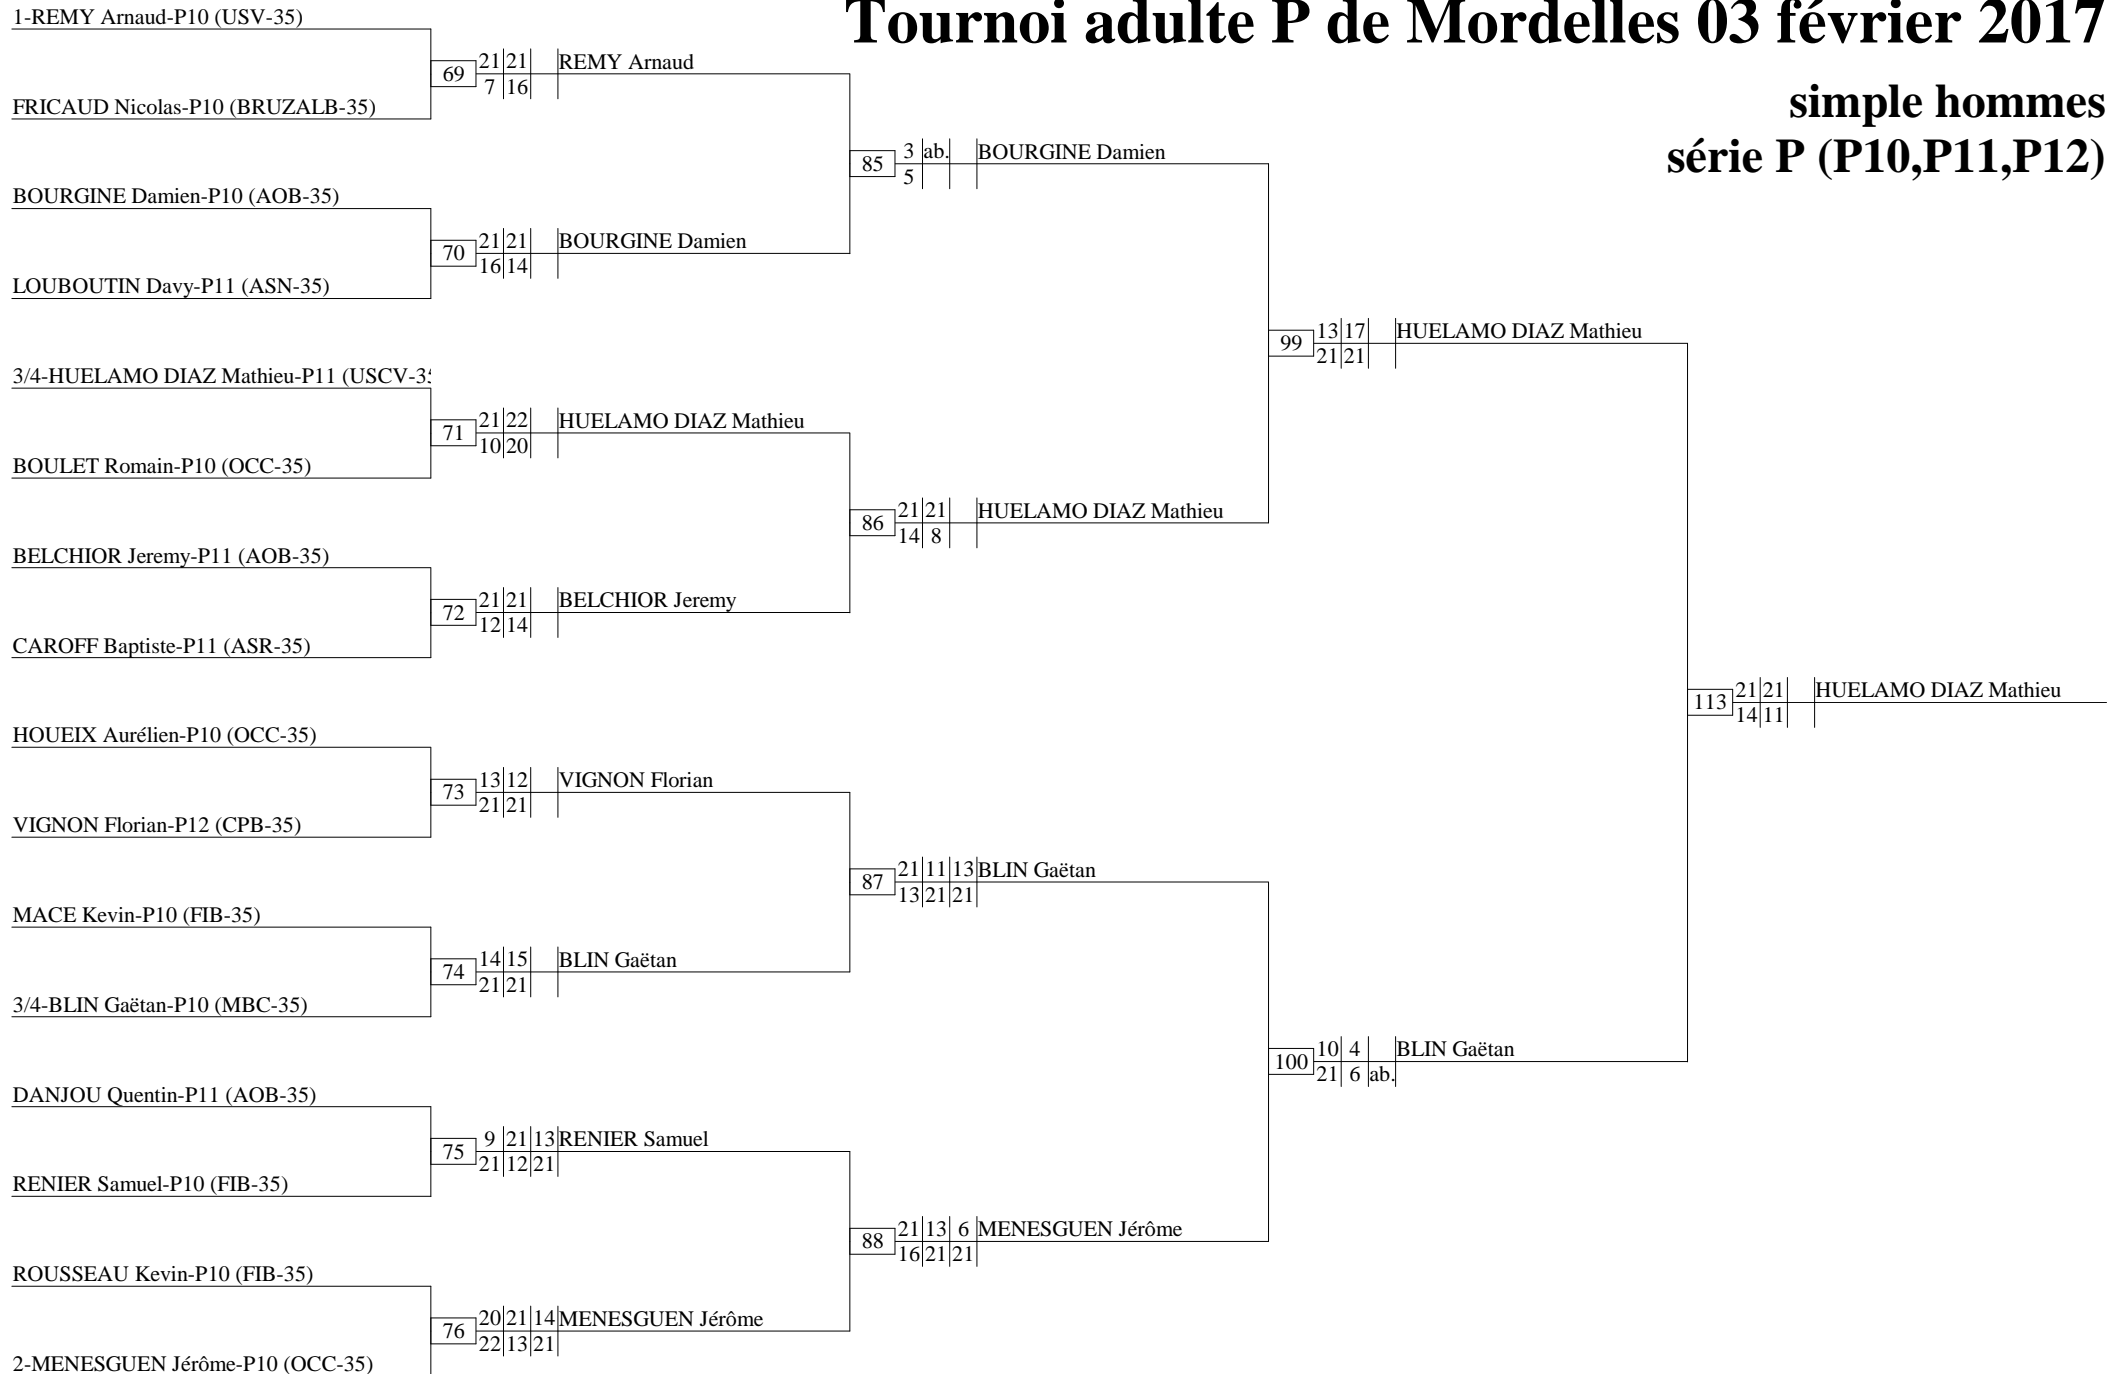 Tournoi adulte P de Mordelles 03 février 2017
simple hommes
série P (P10,P11,P12)
1-REMY Arnaud-P10 (USV-35)
69
21 21
7 16
REMY Arnaud
FRICAUD Nicolas-P10 (BRUZALB-35)
85
3 ab.
5
BOURGINE Damien
BOURGINE Damien-P10 (AOB-35)
70
21 21
16 14
BOURGINE Damien
LOUBOUTIN Davy-P11 (ASN-35)
99
13 17
21 21
HUELAMO DIAZ Mathieu
3/4-HUELAMO DIAZ Mathieu-P11 (USCV-35
71
21 22
10 20
HUELAMO DIAZ Mathieu
BOULET Romain-P10 (OCC-35)
86
21 21
14 8
HUELAMO DIAZ Mathieu
BELCHIOR Jeremy-P11 (AOB-35)
72
21 21
12 14
BELCHIOR Jeremy
CAROFF Baptiste-P11 (ASR-35)
113
21 21
14 11
HUELAMO DIAZ Mathieu
HOUEIX Aurélien-P10 (OCC-35)
73
13 12
21 21
VIGNON Florian
VIGNON Florian-P12 (CPB-35)
87
21 11 13
13 21 21
BLIN Gaëtan
MACE Kevin-P10 (FIB-35)
74
14 15
21 21
BLIN Gaëtan
3/4-BLIN Gaëtan-P10 (MBC-35)
100
10 4
21 6 ab.
BLIN Gaëtan
DANJOU Quentin-P11 (AOB-35)
75
9 21 13
21 12 21
RENIER Samuel
RENIER Samuel-P10 (FIB-35)
88
21 13 6
16 21 21
MENESGUEN Jérôme
ROUSSEAU Kevin-P10 (FIB-35)
76
20 21 14
22 13 21
MENESGUEN Jérôme
2-MENESGUEN Jérôme-P10 (OCC-35)